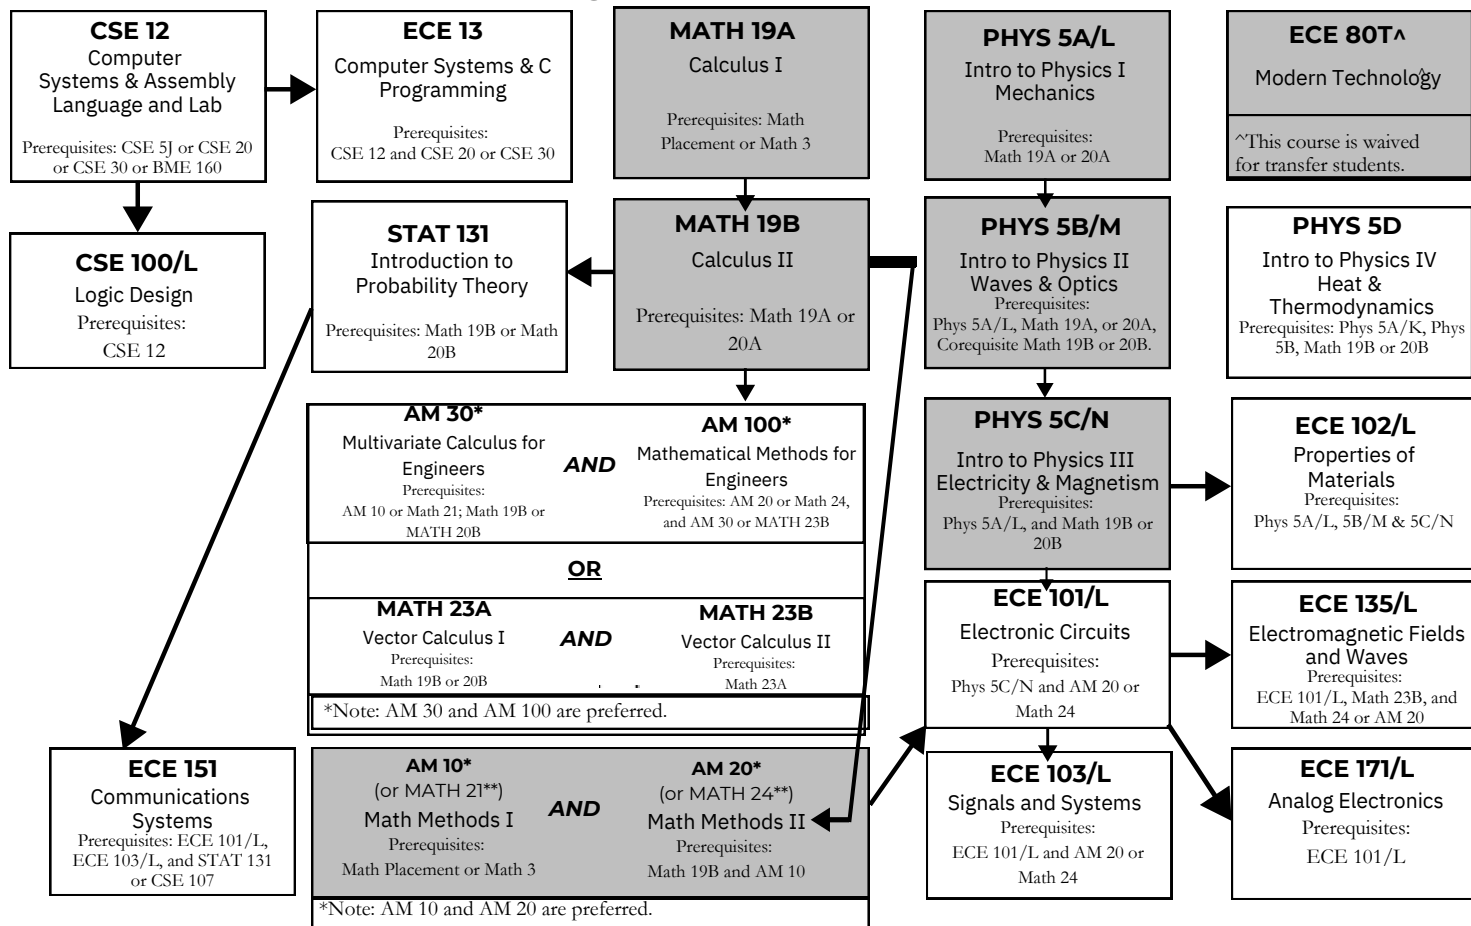 CSE 12
Computer
Systems & Assembly
Language and Lab
Prerequisites: CSE 5J or CSE 20
or CSE 30 or BME 160
ECE 13
Computer Systems & C
Programming
Prerequisites:
CSE 12 and CSE 20 or CSE 30
MATH 19A
Calculus I
Prerequisites: Math
Placement or Math 3
PHYS 5A/L
Intro to Physics I
Mechanics
Prerequisites:
Math 19A or 20A
ECE 80T^
Modern Technology
^This course is waived
for transfer students.
CSE 100/L
Logic Design
Prerequisites:
CSE 12
STAT 131
Introduction to
Probability Theory
Prerequisites: Math 19B or Math
20B
MATH 19B
Calculus II
Prerequisites: Math 19A or
20A
PHYS 5B/M
Intro to Physics II
Waves & Optics
Prerequisites:
Phys 5A/L, Math 19A, or 20A,
Corequisite Math 19B or 20B.
PHYS 5D
Intro to Physics IV
Heat &
Thermodynamics
Prerequisites: Phys 5A/K, Phys
5B, Math 19B or 20B
AM 30*
Multivariate Calculus for
Engineers
Prerequisites:
AM 10 or Math 21; Math 19B or
MATH 20B
AND
AM 100*
Mathematical Methods for
Engineers
Prerequisites: AM 20 or Math 24,
and AM 30 or MATH 23B
PHYS 5C/N
Intro to Physics III
Electricity & Magnetism
Prerequisites:
Phys 5A/L, and Math 19B or
20B
ECE 102/L
Properties of
Materials
Prerequisites:
Phys 5A/L, 5B/M & 5C/N
OR
MATH 23A
Vector Calculus I
Prerequisites:
Math 19B or 20B
AND
MATH 23B
Vector Calculus II
Prerequisites:
Math 23A
*Note: AM 30 and AM 100 are preferred.
ECE 101/L
Electronic Circuits
Prerequisites:
Phys 5C/N and AM 20 or
Math 24
ECE 135/L
Electromagnetic Fields
and Waves
Prerequisites:
ECE 101/L, Math 23B, and
Math 24 or AM 20
ECE 151
Communications
Systems
Prerequisites: ECE 101/L,
ECE 103/L, and STAT 131
or CSE 107
AM 10*
(or MATH 21**)
Math Methods I
Prerequisites:
Math Placement or Math 3
AND
AM 20*
(or MATH 24**)
Math Methods II
Prerequisites:
Math 19B and AM 10
*Note: AM 10 and AM 20 are preferred.
ECE 103/L
Signals and Systems
Prerequisites:
ECE 101/L and AM 20 or
Math 24
ECE 171/L
Analog Electronics
Prerequisites:
ECE 101/L